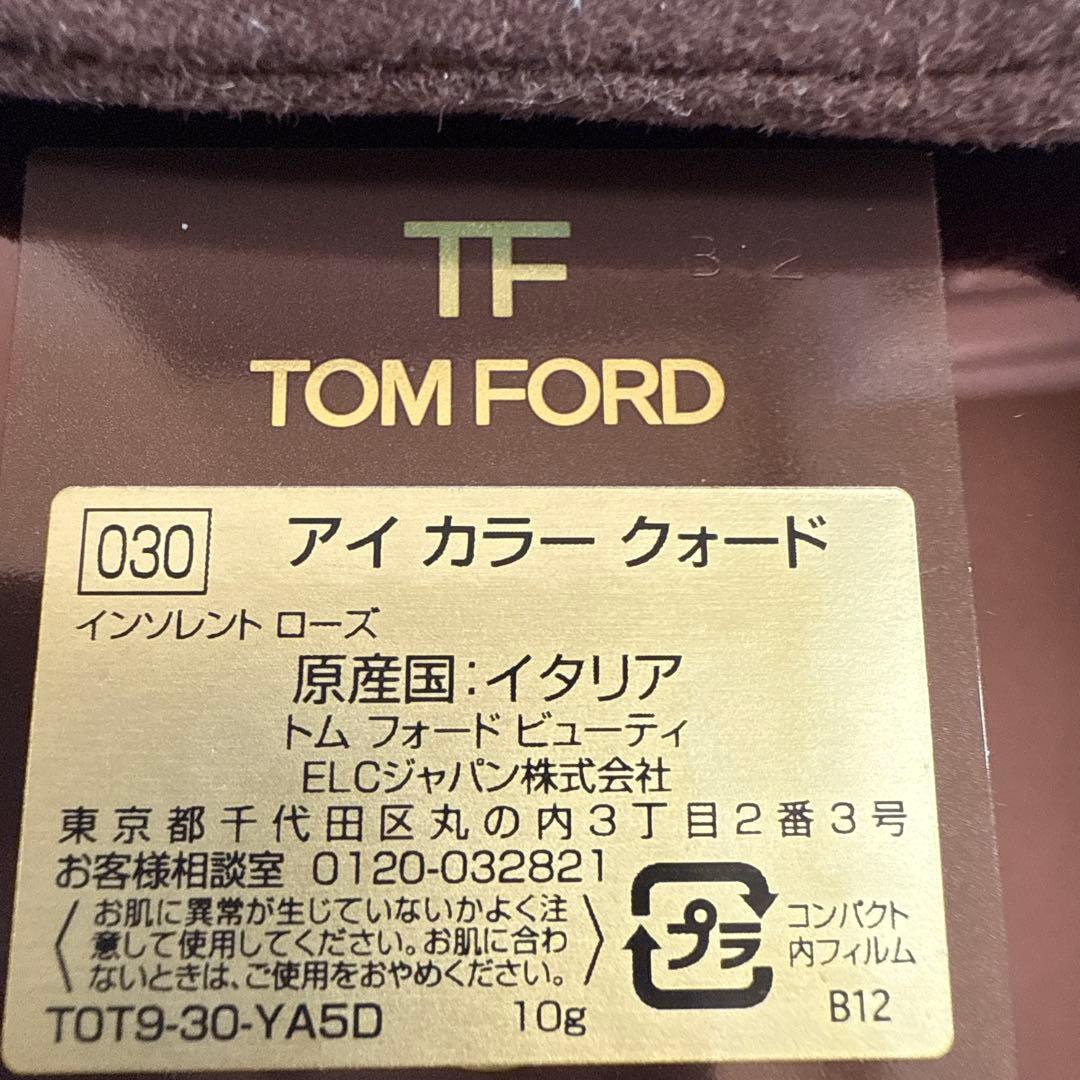 TF
B12
TOM FORD
030 アイ カラー クォード
インソレント ローズ
原産国:イタリア
トム フォード ビューティ
ELCジャパン株式会社
東京都千代田区丸の内3丁目2番3号
お客様相談室 0120-032821
〈お肌に異常が生じていないかよく注
意して使用してください。お肌に合わ
ないときは、ご使用をおやめください。〉
プラ
コンパクト
内フィルム
T0T9-30-YA5D 10g B12